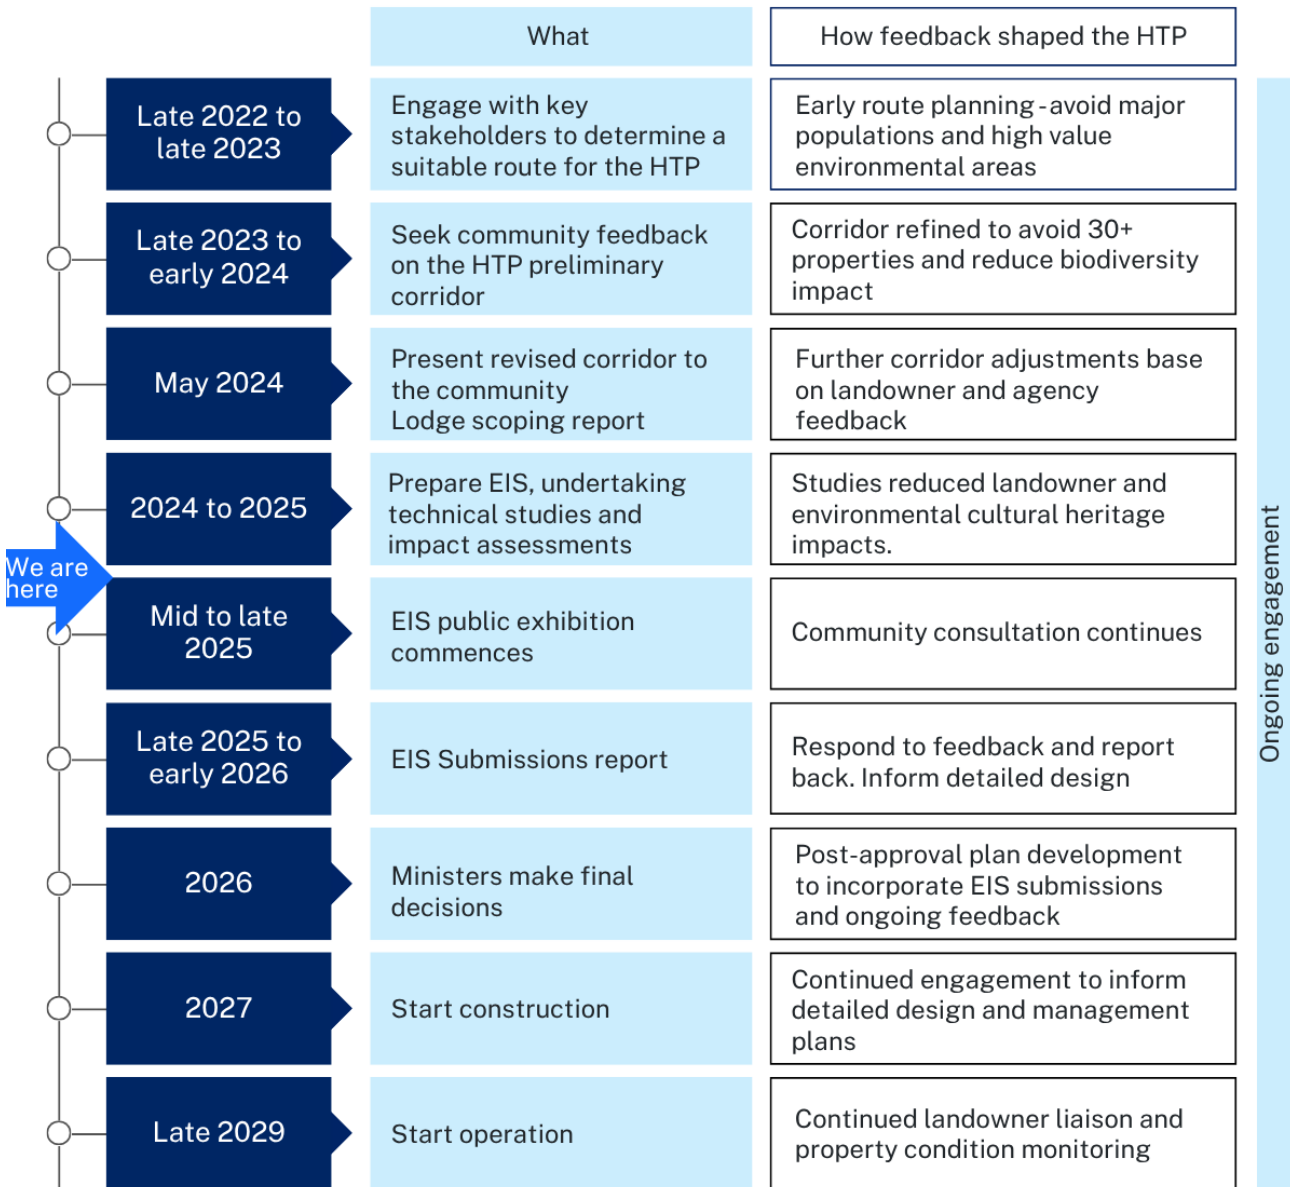 What
How feedback shaped the HTP
Late 2022 to
late 2023
Engage with key
stakeholders to determine a
suitable route for the HTP
Early route planning - avoid major
populations and high value
environmental areas
Late 2023 to
early 2024
Seek community feedback
on the HTP preliminary
corridor
Corridor refined to avoid 30+
properties and reduce biodiversity
impact
May 2024
Present revised corridor to
the community
Lodge scoping report
Further corridor adjustments base
on landowner and agency
feedback
2024 to 2025
Prepare EIS, undertaking
technical studies and
impact assessments
Studies reduced landowner and
environmental cultural heritage
impacts.
We are
here
Mid to late
2025
EIS public exhibition
commences
Community consultation continues
Late 2025 to
early 2026
EIS Submissions report
Respond to feedback and report
back. Inform detailed design
2026
Ministers make final
decisions
Post-approval plan development
to incorporate EIS submissions
and ongoing feedback
2027
Start construction
Continued engagement to inform
detailed design and management
plans
Late 2029
Start operation
Continued landowner liaison and
property condition monitoring
Ongoing engagement